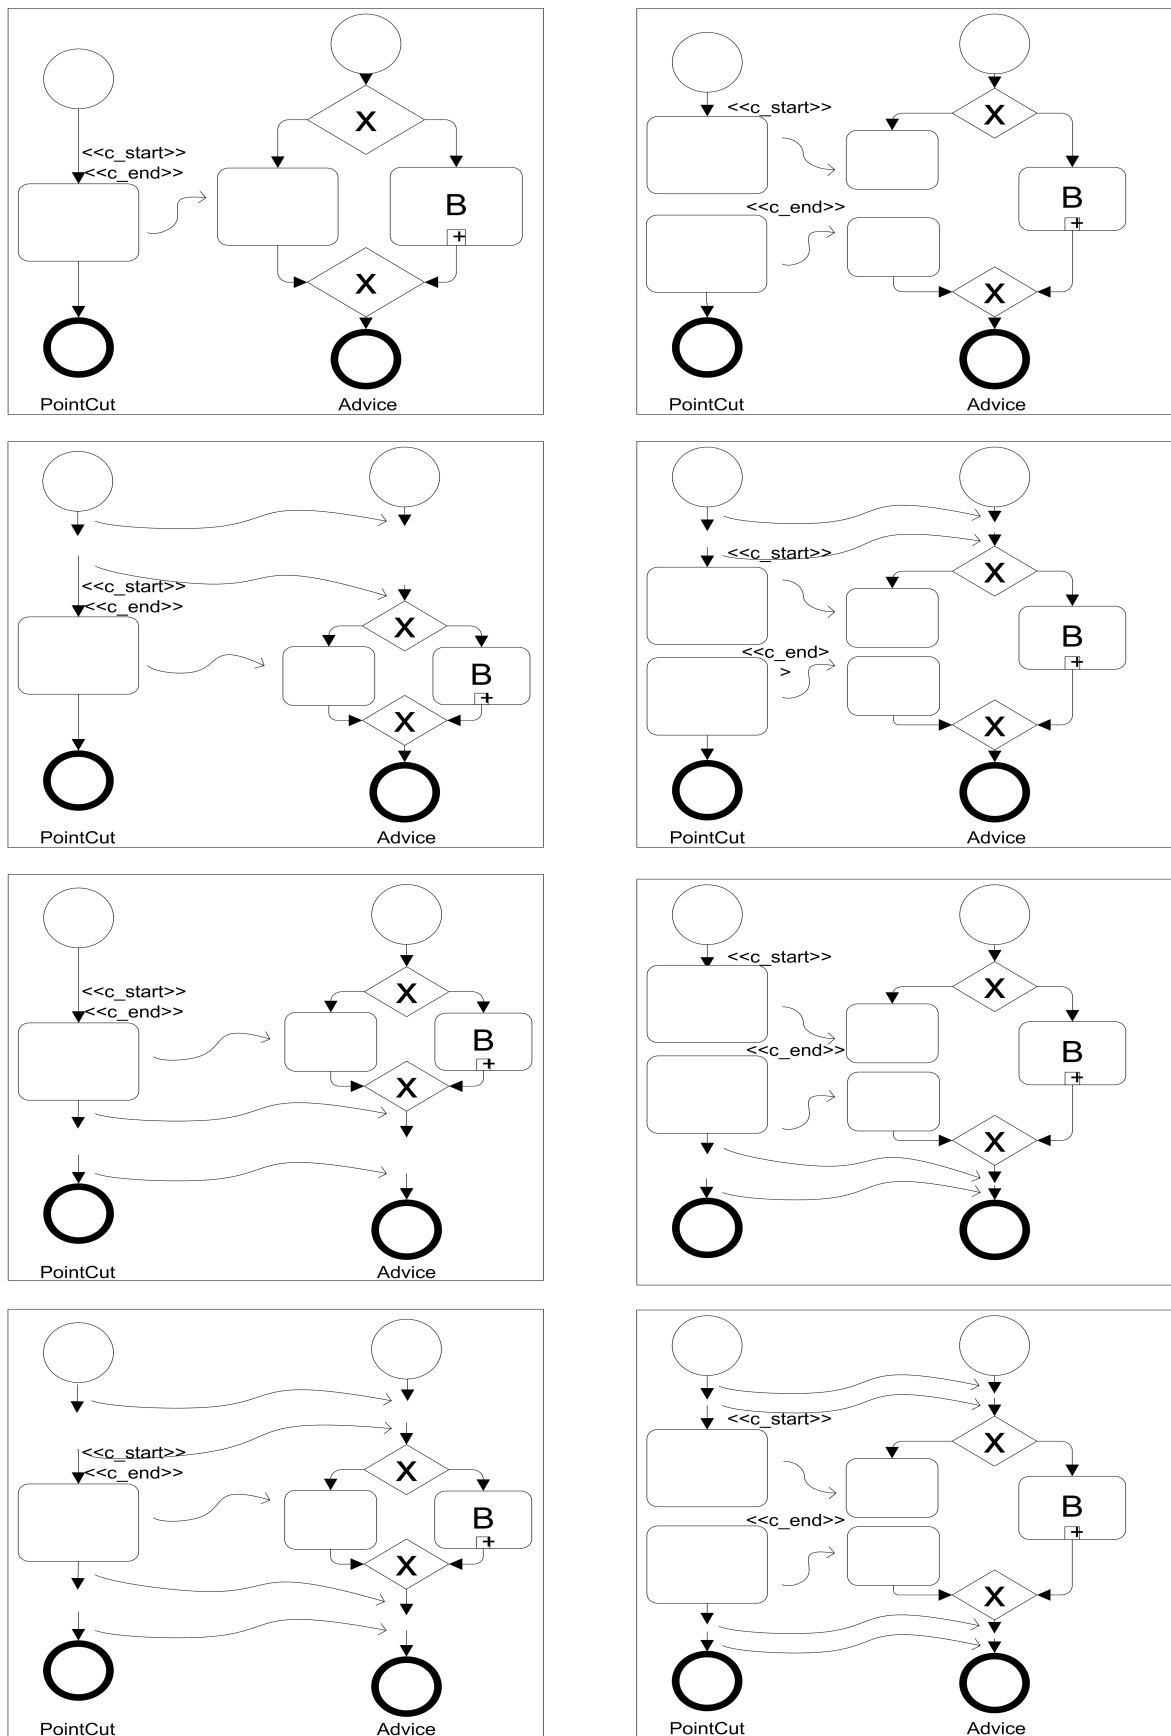 X
<<c_start>>
<<c_end>>
B
+
X
PointCut
Advice
<<c_start>>
X
B
+
<<c_end>>
X
PointCut
Advice
<<c_start>>
<<c_end>>
X
B
+
X
PointCut
Advice
<<c_start>>
X
B
+
<<c_end>
>
X
PointCut
Advice
<<c_start>>
<<c_end>>
X
B
+
X
PointCut
Advice
<<c_start>>
X
<<c_end>>
B
+
X
<<c_start>>
<<c_end>>
X
B
+
X
PointCut
Advice
<<c_start>>
X
<<c_end>>
B
+
X
PointCut
Advice